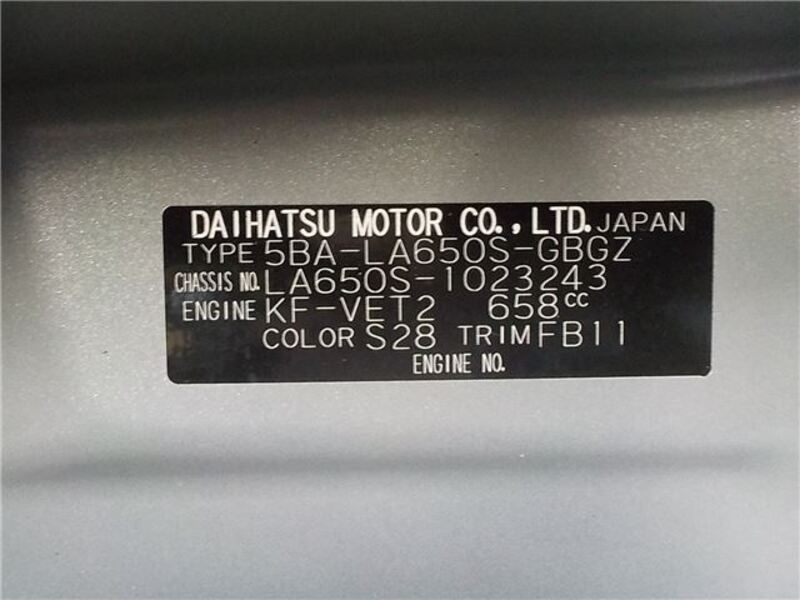 DAIHATSU MOTOR CO., LTD. JAPAN
TYPE 5BA-LA650S-GBGZ
CHASSIS NO. LA650S-1023243
ENGINE KF-VET2 658cc
COLOR S28 TRIM FB11
ENGINE NO.